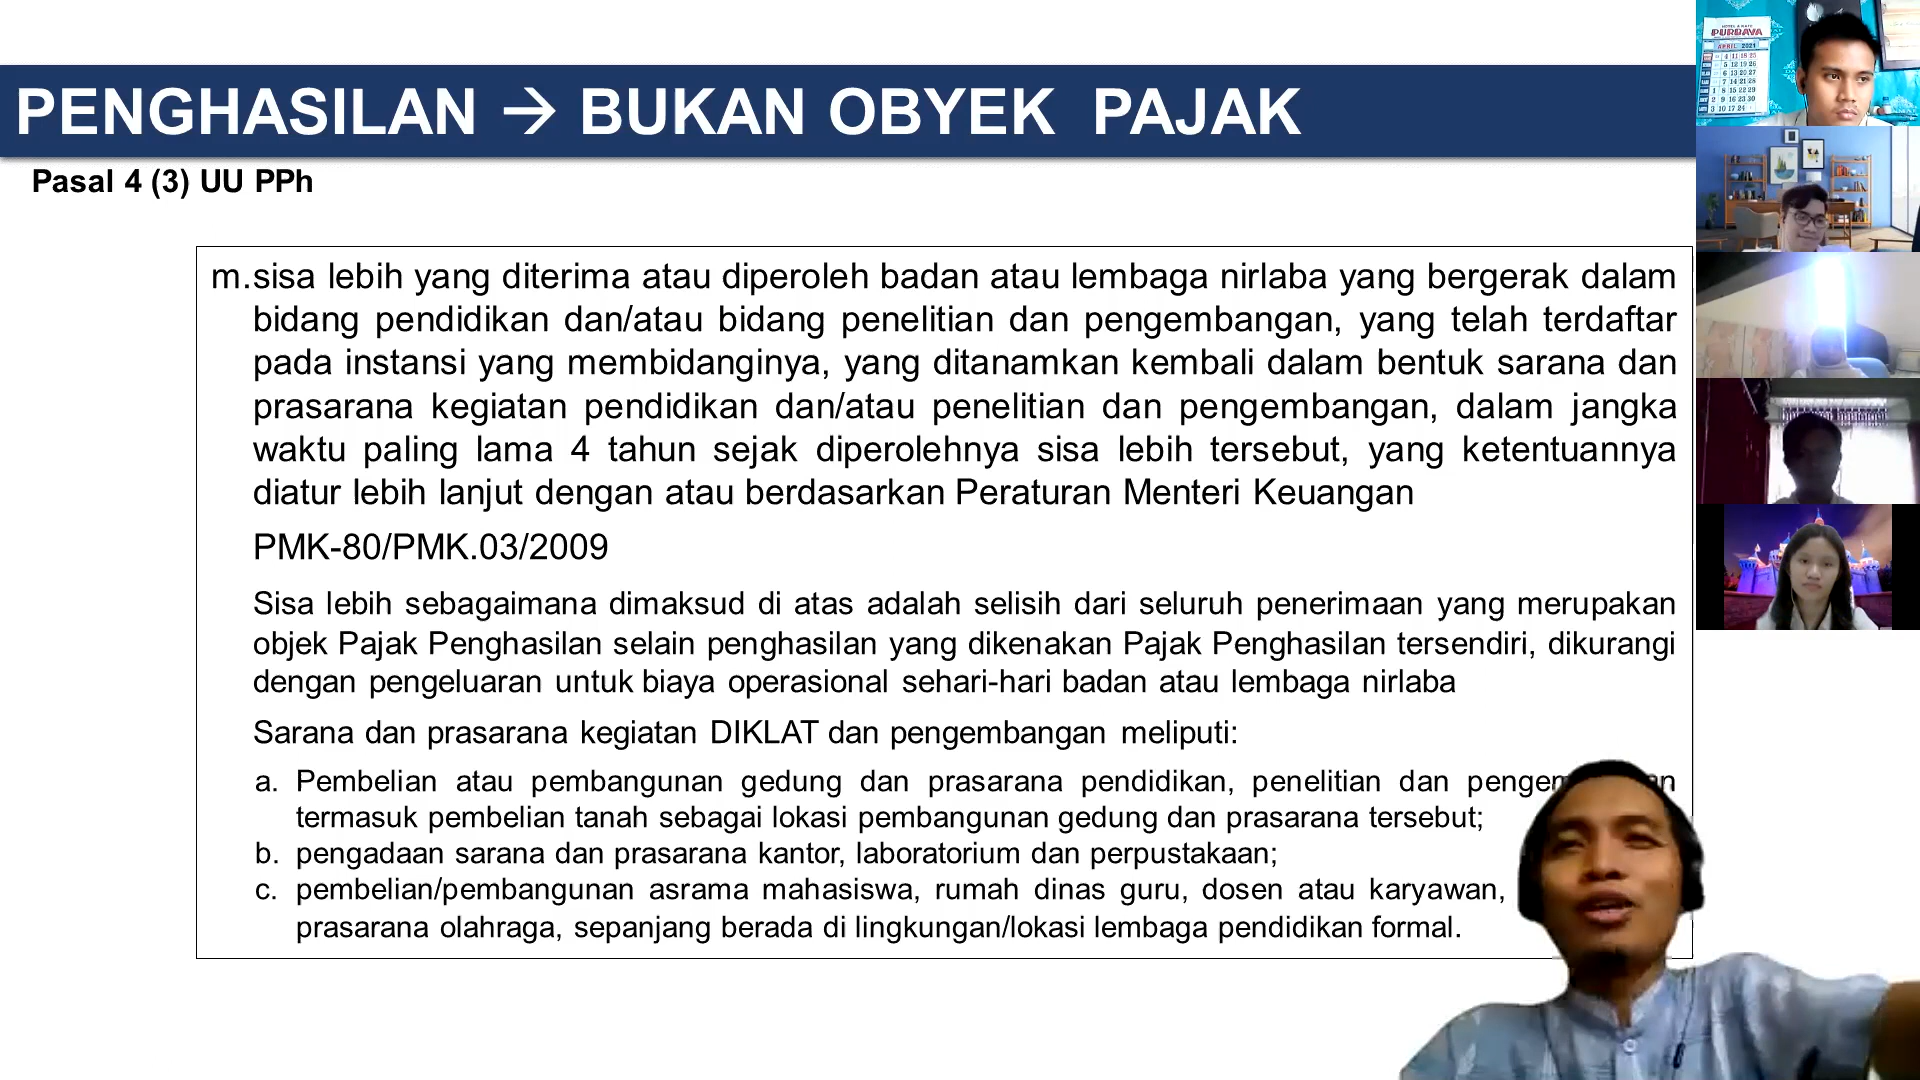 PENGHASILAN → BUKAN OBYEK PAJAK
Pasal 4 (3) UU PPh
m. sisa lebih yang diterima atau diperoleh badan atau lembaga nirlaba yang bergerak dalam
bidang pendidikan dan/atau bidang penelitian dan pengembangan, yang telah terdaftar
pada instansi yang membidanginya, yang ditanamkan kembali dalam bentuk sarana dan
prasarana kegiatan pendidikan dan/atau penelitian dan pengembangan, dalam jangka
waktu paling lama 4 tahun sejak diperolehnya sisa lebih tersebut, yang ketentuannya
diatur lebih lanjut dengan atau berdasarkan Peraturan Menteri Keuangan
PMK-80/PMK.03/2009
Sisa lebih sebagaimana dimaksud di atas adalah selisih dari seluruh penerimaan yang merupakan
objek Pajak Penghasilan selain penghasilan yang dikenakan Pajak Penghasilan tersendiri, dikurangi
dengan pengeluaran untuk biaya operasional sehari-hari badan atau lembaga nirlaba
Sarana dan prasarana kegiatan DIKLAT dan pengembangan meliputi:
a. Pembelian atau pembangunan gedung dan prasarana pendidikan, penelitian dan
termasuk pembelian tanah sebagai lokasi pembangunan gedung dan prasarana tersebut;
b. pengadaan sarana dan prasarana kantor, laboratorium dan perpustakaan;
c. pembelian/pembangunan asrama mahasiswa, rumah dinas guru, dosen atau karyawan,
prasarana olahraga, sepanjang berada di lingkungan/lokasi lembaga pendidikan formal.
PURBAYA
APRIL 2021